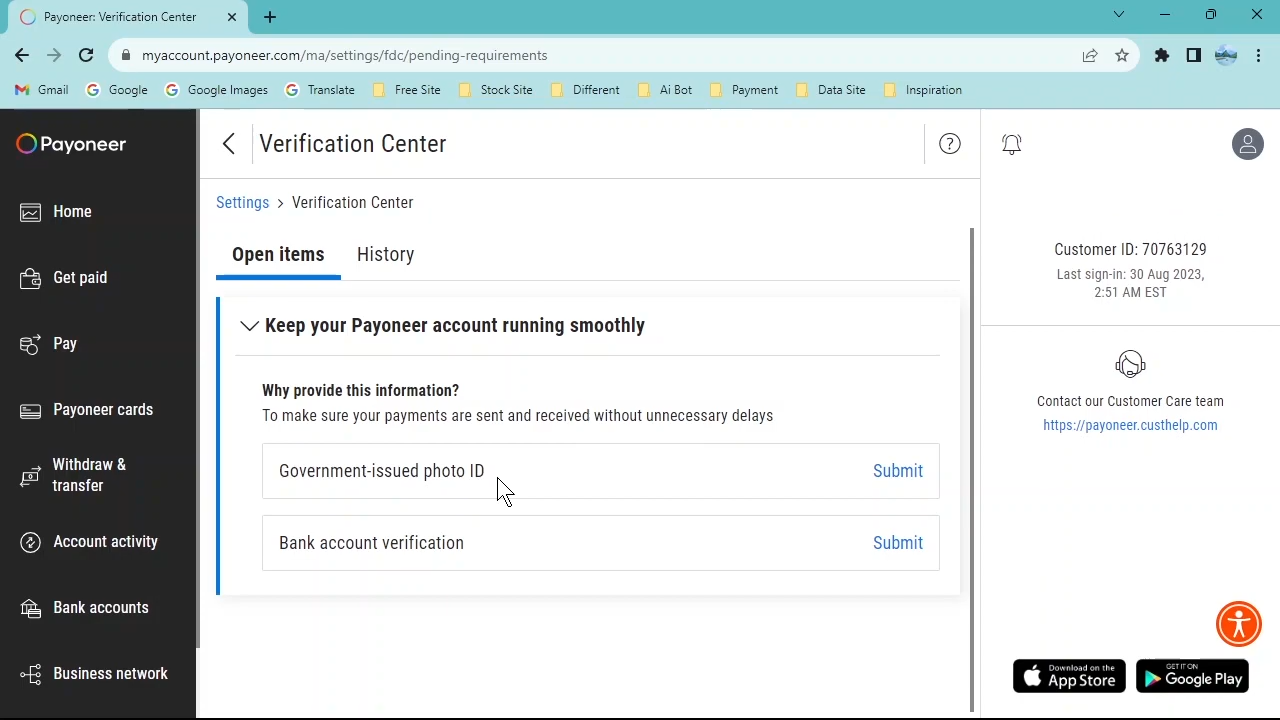 Payoneer: Verification Center
myaccount.payoneer.com/ma/settings/fdc/pending-requirements
Gmail Google Google Images Translate Free Site Stock Site Different Ai Bot Payment Data Site Inspiration
Payoneer
Home
Get paid
Pay
Payoneer cards
Withdraw &
transfer
Account activity
Bank accounts
Business network
Verification Center
Settings > Verification Center
Open items History
Keep your Payoneer account running smoothly
Why provide this information?
To make sure your payments are sent and received without unnecessary delays
Government-issued photo ID Submit
Bank account verification Submit
Customer ID: 70763129
Last sign-in: 30 Aug 2023,
2:51 AM EST
Contact our Customer Care team
https://payoneer.custhelp.com
Download on the
App Store
GET IT ON
Google Play